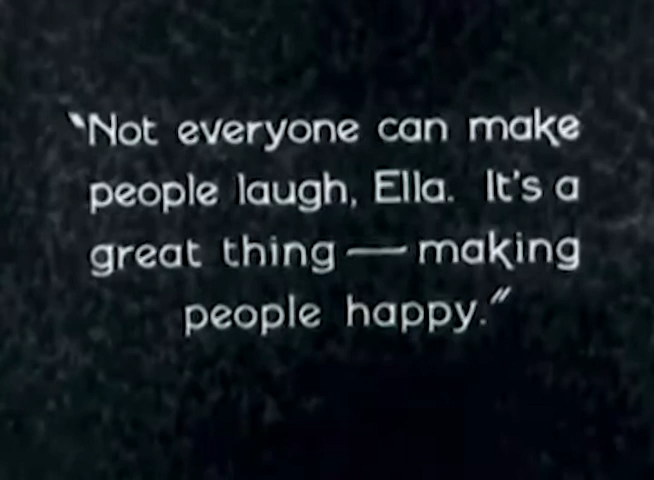 “Not everyone can make
people laugh, Ella. It's a
great thing — making
people happy.”